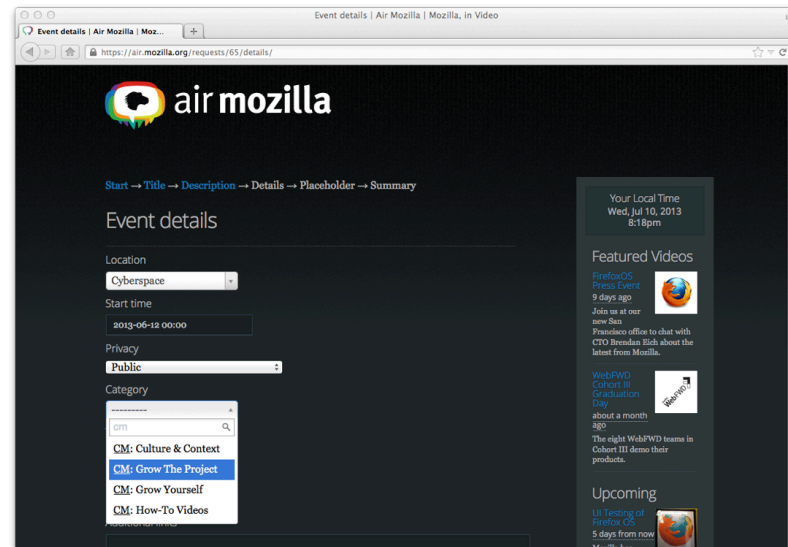 Event details | Air Mozilla | Mozilla, in Video
Event details | Air Mozilla | Moz...
https://air.mozilla.org/requests/65/details/
air mozilla
Start → Title → Description → Details → Placeholder → Summary
Event details
Location
Cyberspace
Start time
2013-06-12 00:00
Privacy
Public
Category
---------
cm
CM: Culture & Context
CM: Grow The Project
CM: Grow Yourself
CM: How-To Videos
Additional links
Your Local Time
Wed, Jul 10, 2013
8:18pm
Featured Videos
FirefoxOS
Press Event
9 days ago
Join us at our
new San
Francisco office to chat with
CTO Brendan Eich about the
latest from Mozilla.
WebFWD
Cohort III
Graduation
Day
WebFWD
about a month
ago
The eight WebFWD teams in
Cohort III demo their
products.
Upcoming
UI Testing of
Firefox OS
5 days from now